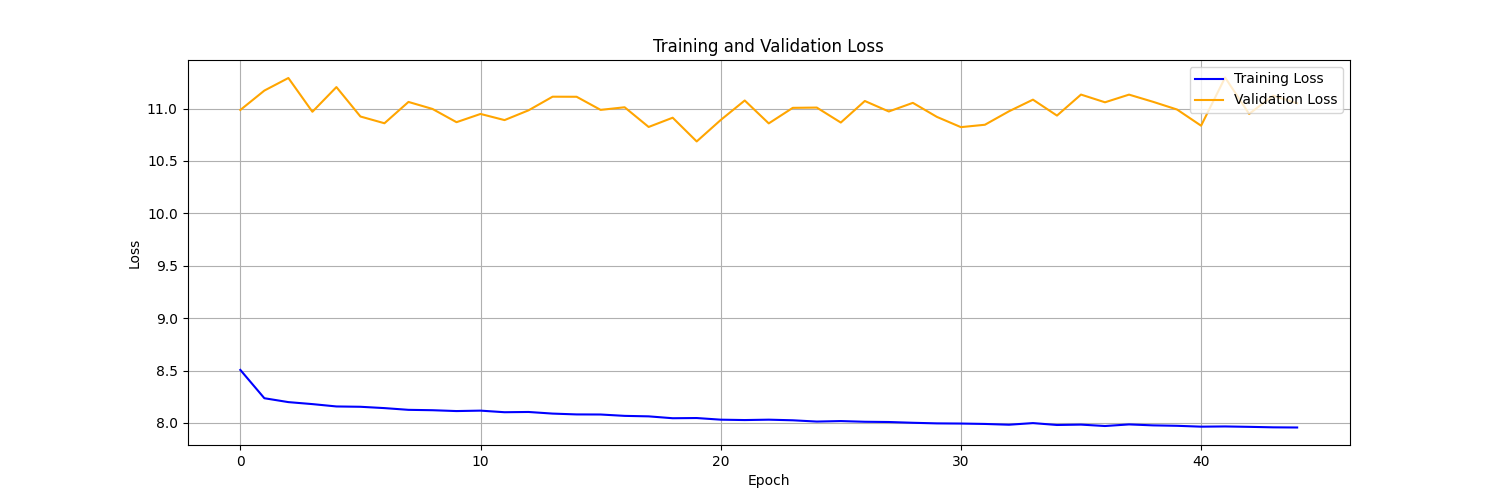 Training and Validation Loss
Training Loss
Validation Loss
11.0
10.5
10.0
9.5
9.0
8.5
8.0
Loss
0 10 20 30 40
Epoch